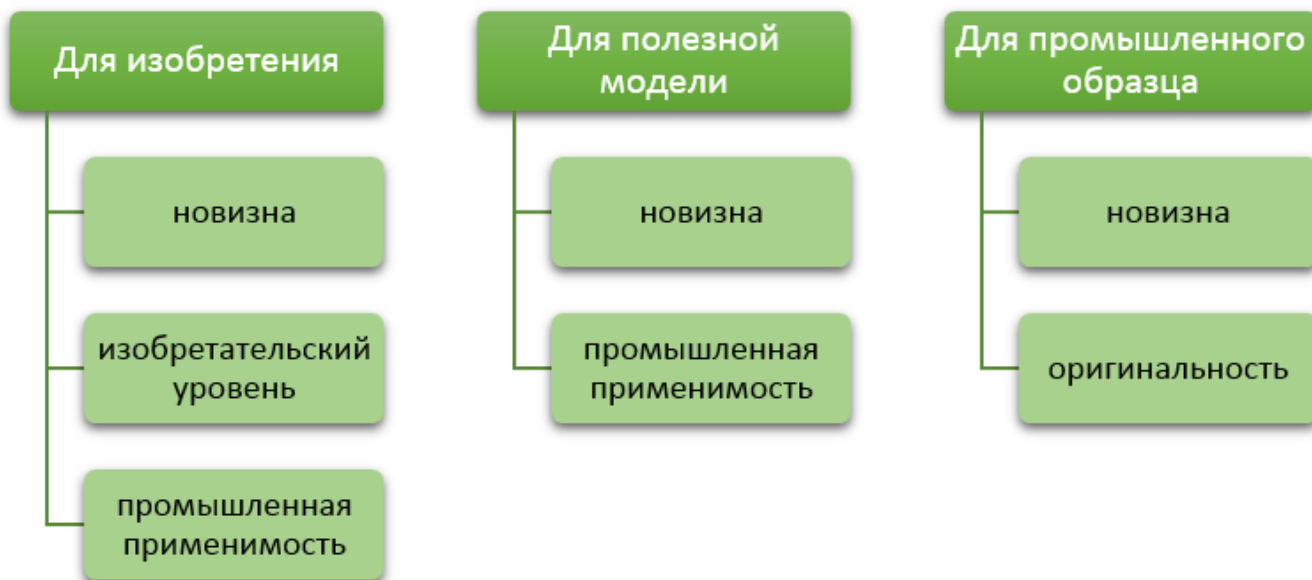 Для изобретения
новизна
изобретательский
уровень
промышленная
применимость
Для полезной
модели
новизна
промышленная
применимость
Для промышленного
образца
новизна
оригинальность